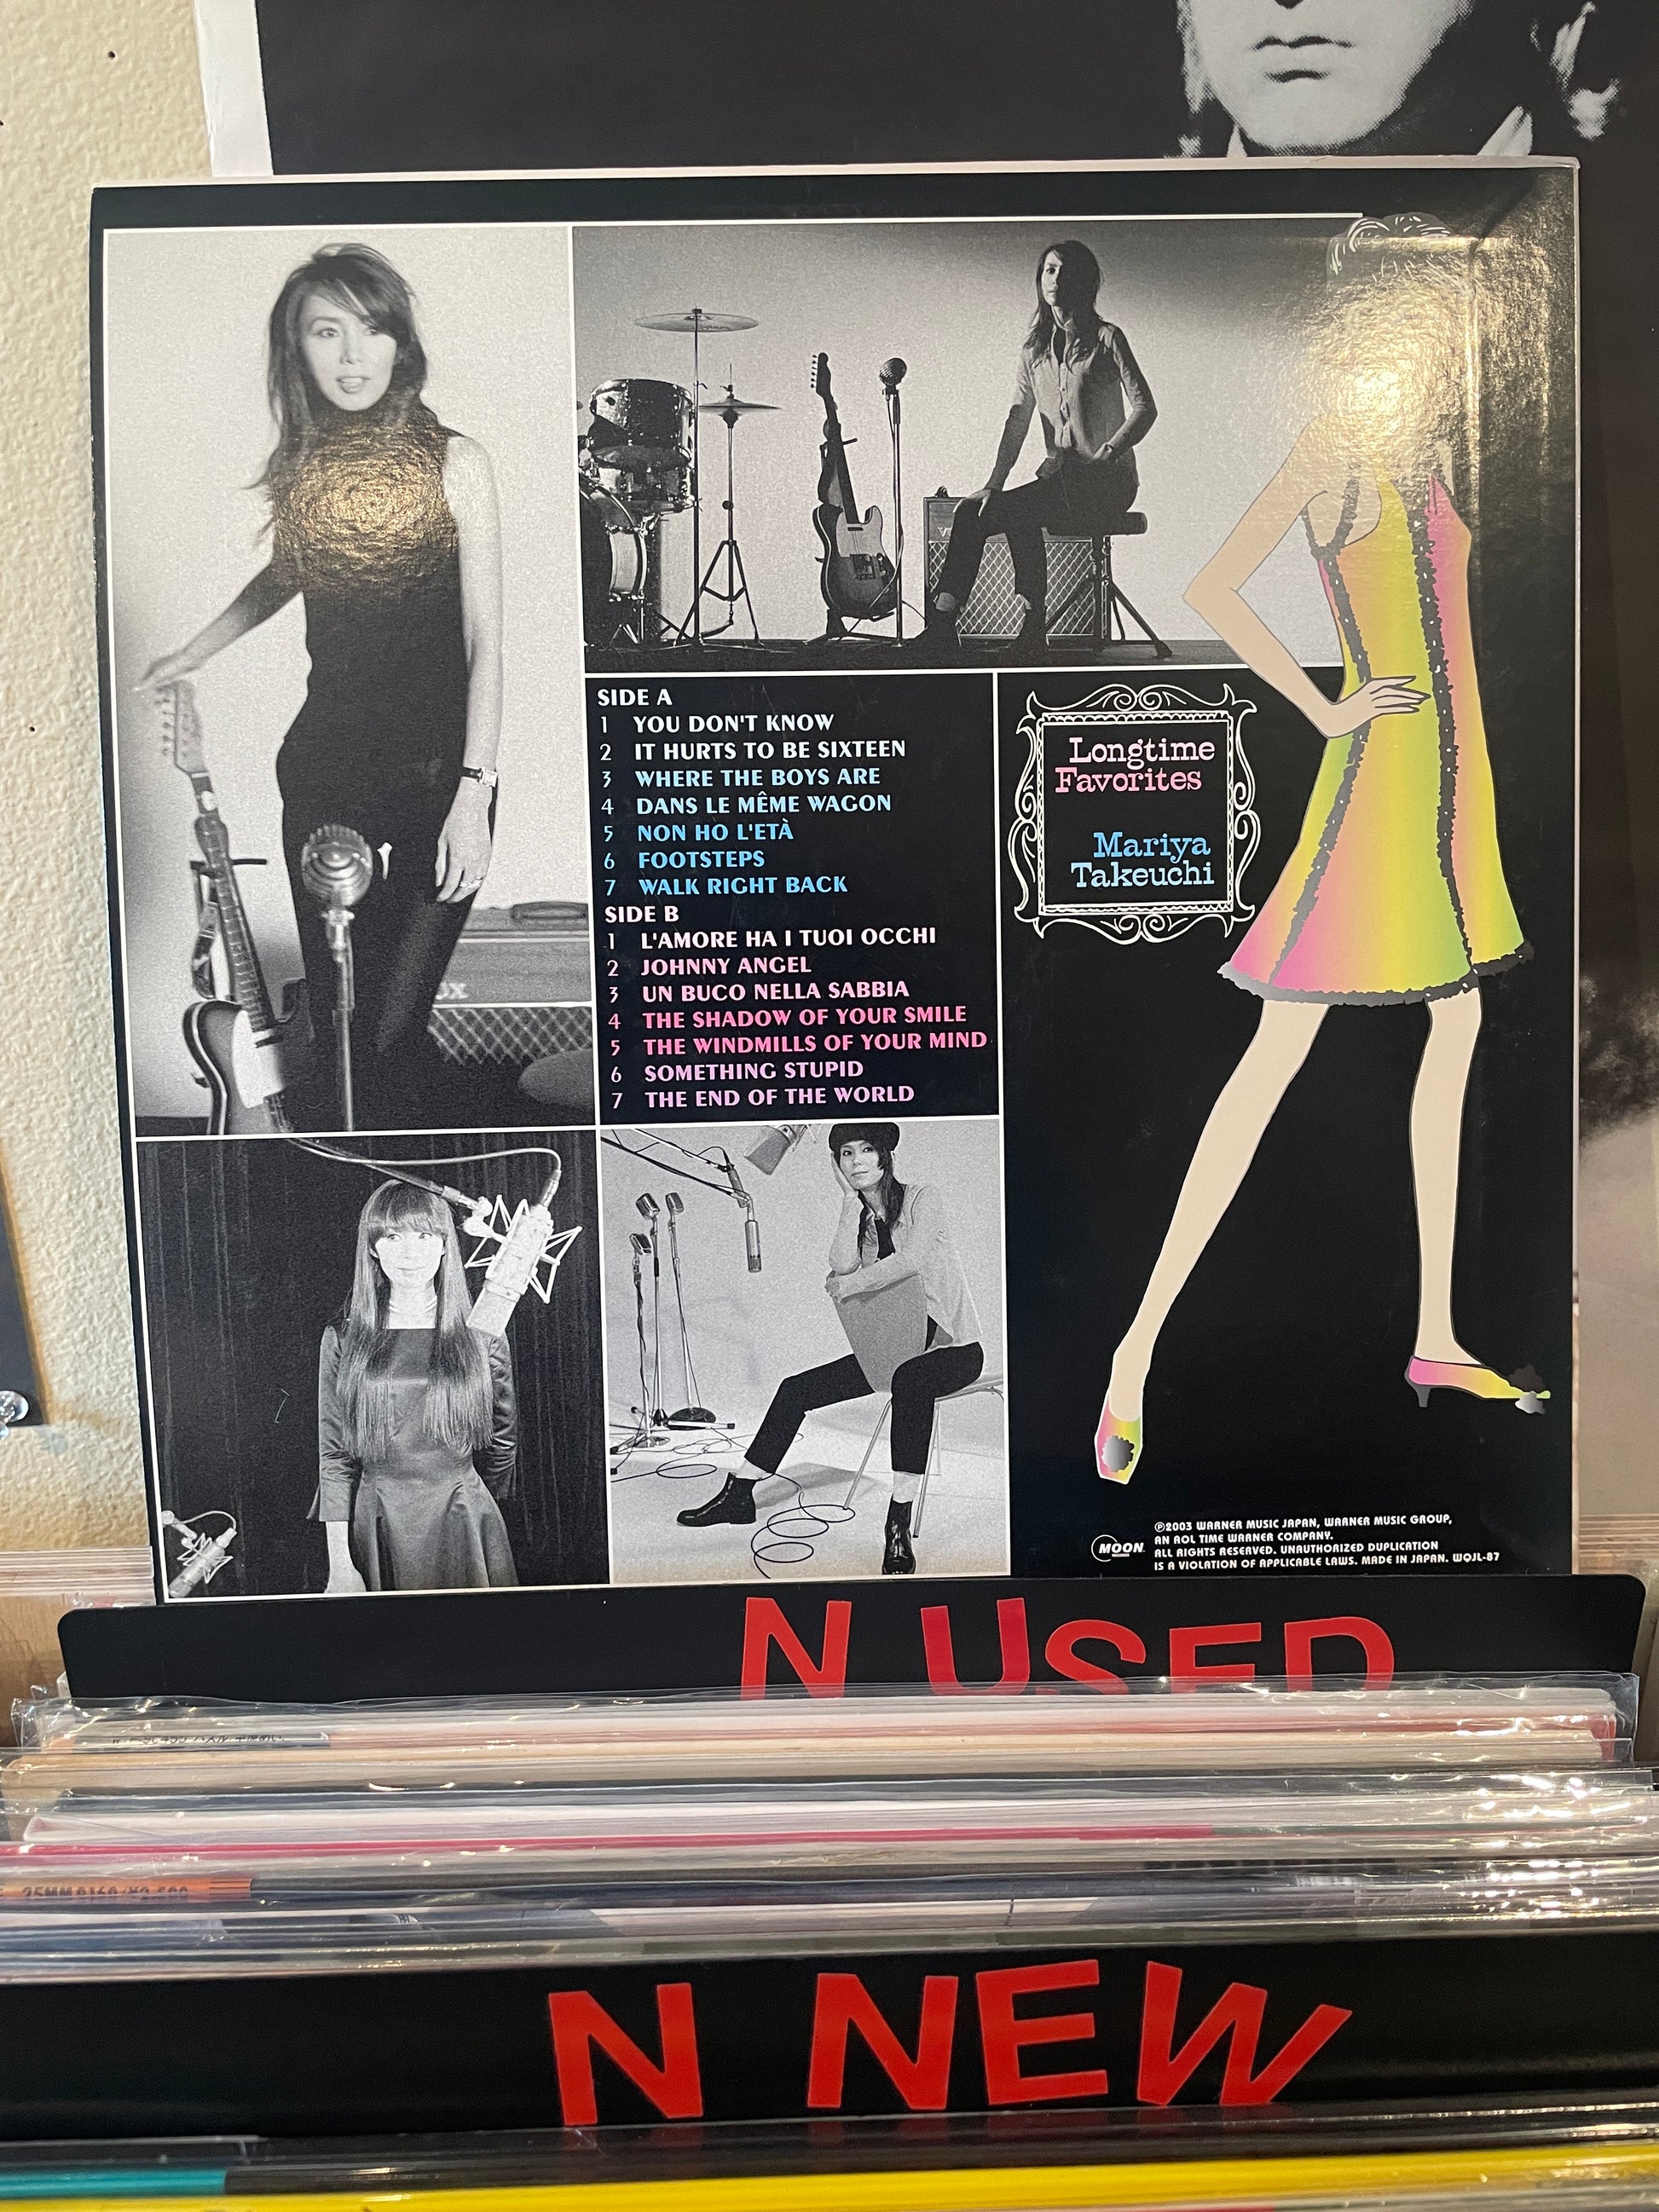 SIDE A
1 YOU DON'T KNOW
2 IT HURTS TO BE SIXTEEN
3 WHERE THE BOYS ARE
4 DANS LE MÊME WAGON
5 NON HO L'ETÀ
6 FOOTSTEPS
7 WALK RIGHT BACK
SIDE B
1 L'AMORE HA I TUOI OCCHI
2 JOHNNY ANGEL
3 UN BUCO NELLA SABBIA
4 THE SHADOW OF YOUR SMILE
5 THE WINDMILLS OF YOUR MIND
6 SOMETHING STUPID
7 THE END OF THE WORLD
Longtime
Favorites
Mariya
Takeuchi
MOON
℗2003 WARNER MUSIC JAPAN, WARNER MUSIC GROUP,
AN AOL TIME WARNER COMPANY.
ALL RIGHTS RESERVED. UNAUTHORIZED DUPLICATION
IS A VIOLATION OF APPLICABLE LAWS. MADE IN JAPAN. WQJL-87
N USED
N NEW